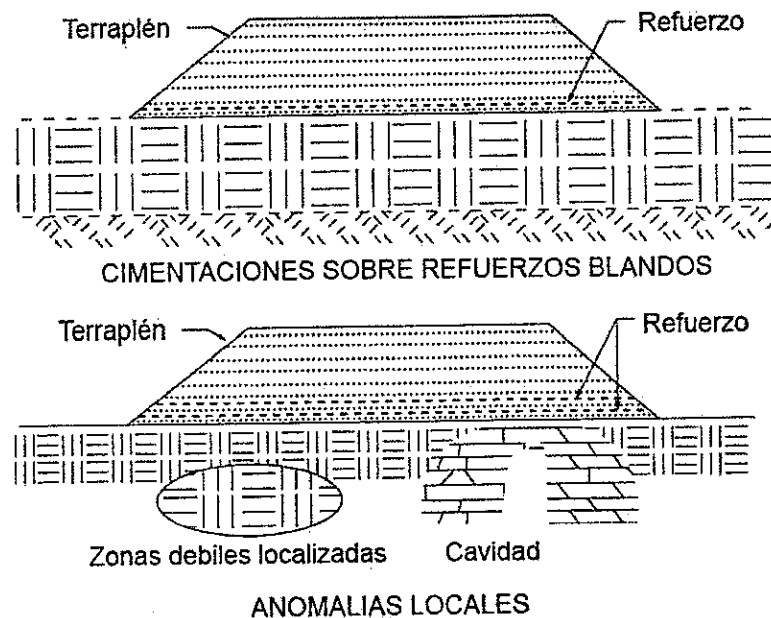 Terraplén
Refuerzo
CIMENTACIONES SOBRE REFUERZOS BLANDOS
Terraplén
Refuerzo
Zonas debiles localizadas
Cavidad
ANOMALIAS LOCALES